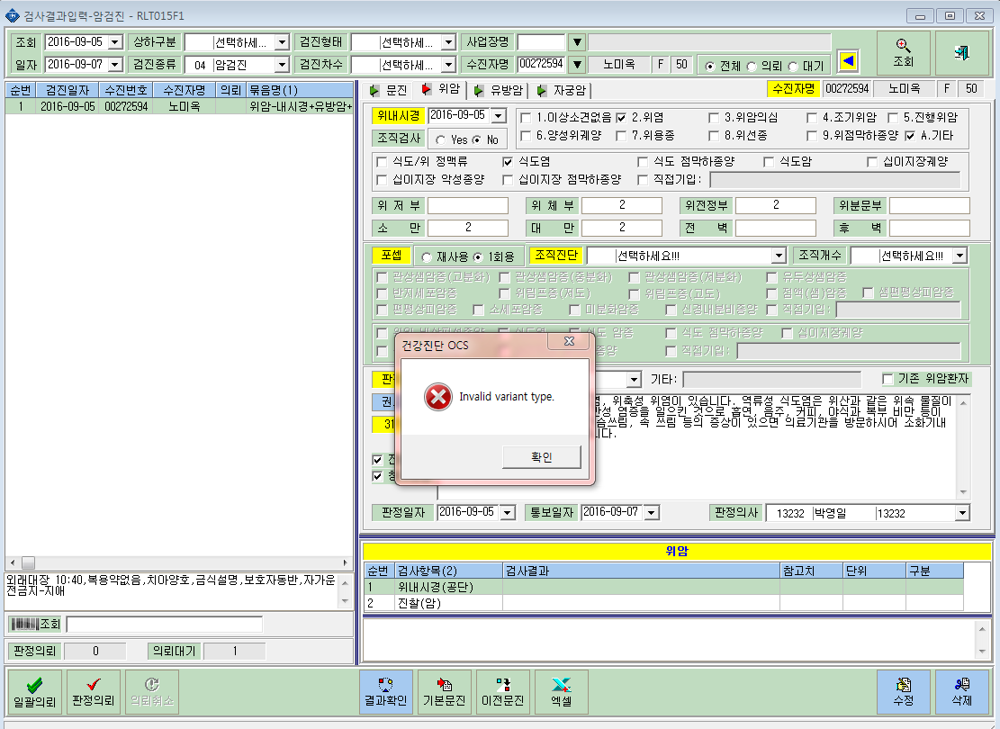 검사결과입력-암검진 - RLT015F1
조회 2016-09-05 상하구분 선택하세... 검진형태 선택하세... 사업장명
일자 2016-09-07 검진종류 04 암검진 검진차수 선택하세... 수진자명 00272594 노미옥 F 50 전체 의뢰 대기 조회
순번 검진일자 수진번호 수진자명 의뢰 묶음명(1)
1 2016-09-05 00272594 노미옥 위암-내시경+유방암+
문진 위암 유방암 자궁암 수진자명 00272594 노미옥 F 50
위내시경 2016-09-05 1.이상소견없음 2.위염 3.위암의심 4.조기위암 5.진행위암
조직검사 Yes No 6.양성위궤양 7.위용종 8.위선종 9.위점막하종양 A.기타
식도/위 정맥류 식도염 식도 점막하종양 식도암 십이지장궤양
십이지장 악성종양 십이지장 점막하종양 직접기입:
위 저 부 위 체 부 2 위전정부 2 위분문부
소 만 2 대 만 2 전 벽 후 벽
포셉 재사용 1회용 조직진단 선택하세요!!! 조직개수 선택하세요!!!
관상샘암종(고분화) 관상샘암종(중분화) 관상샘암종(저분화) 유두상샘암종
반지세포암종 위림프종(저도) 위림프종(고도) 점액(샘)암종 샘편평상피암종
편평상피암종 소세포암종 미분화암종 신경내분비종양 직접기입:
식도 점막하종양 십이지장궤양
종양 직접기입:
건강진단 OCS
Invalid variant type.
확인
기타: 기존 위암환자
위축성 위염이 있습니다. 역류성 식도염은 위산과 같은 위속 물질이
염증을 일으킨 것으로 흡연, 음주, 커피, 야식과 복부 비만 등이
속 쓰림 등의 증상이 있으면 의료기관을 방문하시어 소화기내
31
판정일자 2016-09-05 통보일자 2016-09-07 판정의사 13232 박영일 13232
위암
순번 검사항목(2) 검사결과 참고치 단위 구분
1 위내시경(공단)
2 진찰(암)
외래대장 10:40,복용약없음,치아양호,금식설명,보호자동반,자가운
전금지-지애
조회
판정의뢰 0 의뢰대기 1
일괄의뢰 판정의뢰 의뢰취소 결과확인 기본문진 이전문진 엑셀 수정 삭제